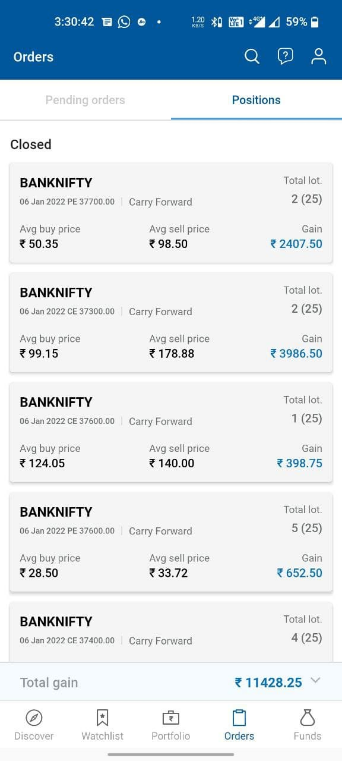 3:30:42
1.20 KB/S
4G
59%
Orders
Pending orders
Positions
Closed
BANKNIFTY
Total lot.
06 Jan 2022 PE 37700.00 | Carry Forward
2 (25)
Avg buy price
Avg sell price
Gain
₹ 50.35
₹ 98.50
₹ 2407.50
BANKNIFTY
Total lot.
06 Jan 2022 CE 37300.00 | Carry Forward
2 (25)
Avg buy price
Avg sell price
Gain
₹ 99.15
₹ 178.88
₹ 3986.50
BANKNIFTY
Total lot.
06 Jan 2022 CE 37600.00 | Carry Forward
1 (25)
Avg buy price
Avg sell price
Gain
₹ 124.05
₹ 140.00
₹ 398.75
BANKNIFTY
Total lot.
06 Jan 2022 PE 37600.00 | Carry Forward
5 (25)
Avg buy price
Avg sell price
Gain
₹ 28.50
₹ 33.72
₹ 652.50
BANKNIFTY
Total lot.
06 Jan 2022 CE 37400.00 | Carry Forward
4 (25)
Total gain
₹ 11428.25
Discover
Watchlist
Portfolio
Orders
Funds